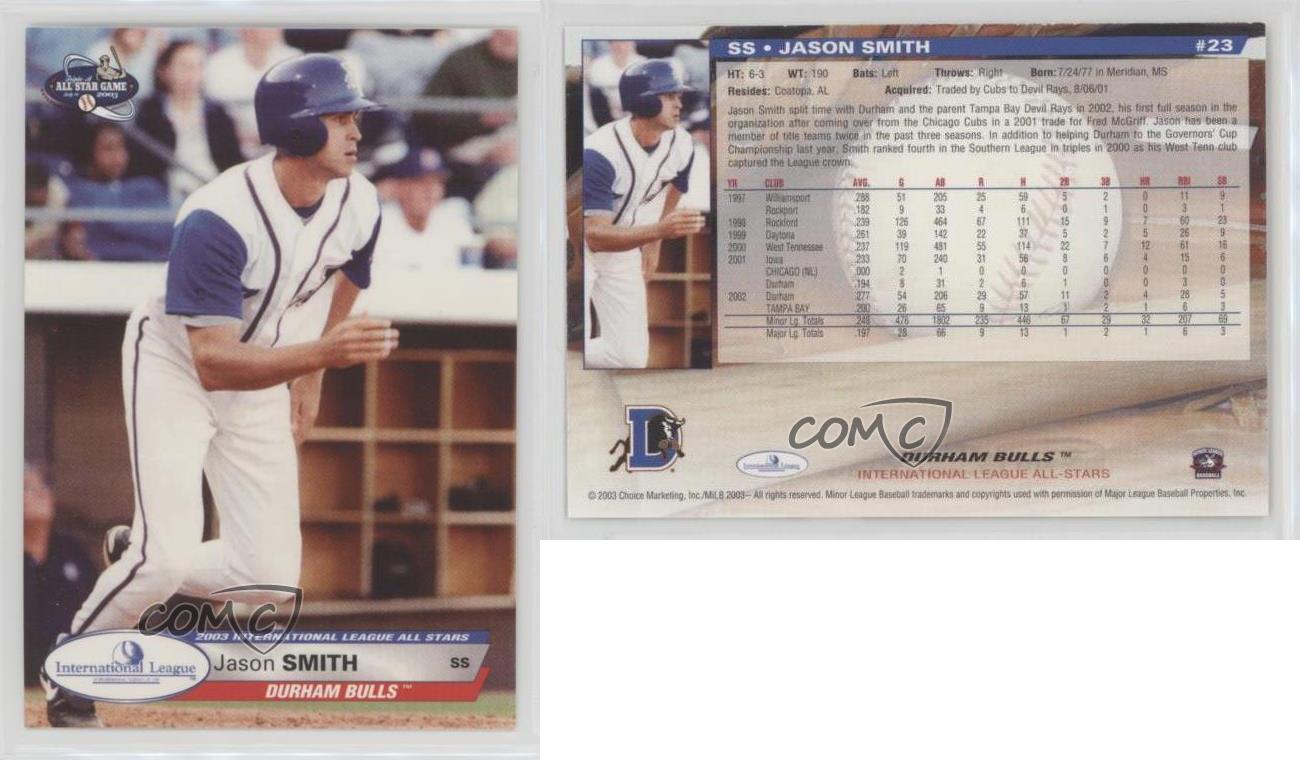 Triple A
ALL STAR GAME
2003
COMC
2003 INTERNATIONAL LEAGUE ALL STARS
International League
Jason SMITH
SS
DURHAM BULLS™
SS • JASON SMITH #23
HT: 6-3 WT: 190 Bats: Left Throws: Right Born: 7/24/77 in Meridian, MS
Resides: Coatopa, AL Acquired: Traded by Cubs to Devil Rays, 8/06/01
Jason Smith split time with Durham and the parent Tampa Bay Devil Rays in 2002, his first full season in the
organization after coming over from the Chicago Cubs in a 2001 trade for Fred McGriff. Jason has been a
member of title teams twice in the past three seasons. In addition to helping Durham to the Governors' Cup
Championship last year, Smith ranked fourth in the Southern League in triples in 2000 as his West Tenn club
captured the League crown.
YR CLUB AVG. G AB R H 2B 3B HR RBI SB
1997 Williamsport .288 51 205 25 59 5 2 0 11 9
Rockport .182 9 33 4 6 0 1 0 3 1
1998 Rockford .239 126 464 67 111 15 9 7 60 23
1999 Daytona .261 39 142 22 37 5 2 5 26 9
2000 West Tennessee .237 119 481 55 114 22 7 12 61 16
2001 Iowa .233 70 240 31 56 8 6 4 15 6
CHICAGO (NL) .000 2 1 0 0 0 0 0 0 0
Durham .194 8 31 2 6 1 0 0 3 0
2002 Durham .277 54 206 29 57 11 2 4 28 5
TAMPA BAY .200 26 65 9 13 1 2 1 6 3
Minor Lg. Totals .248 476 1802 235 446 67 29 32 207 69
Major Lg. Totals .197 28 66 9 13 1 2 1 6 3
D
COMC
International League
DURHAM BULLS™
INTERNATIONAL LEAGUE ALL-STARS
BASEBALL
© 2003 Choice Marketing, Inc./MiLB 2003– All rights reserved. Minor League Baseball trademarks and copyrights used with permission of Major League Baseball Properties, Inc.